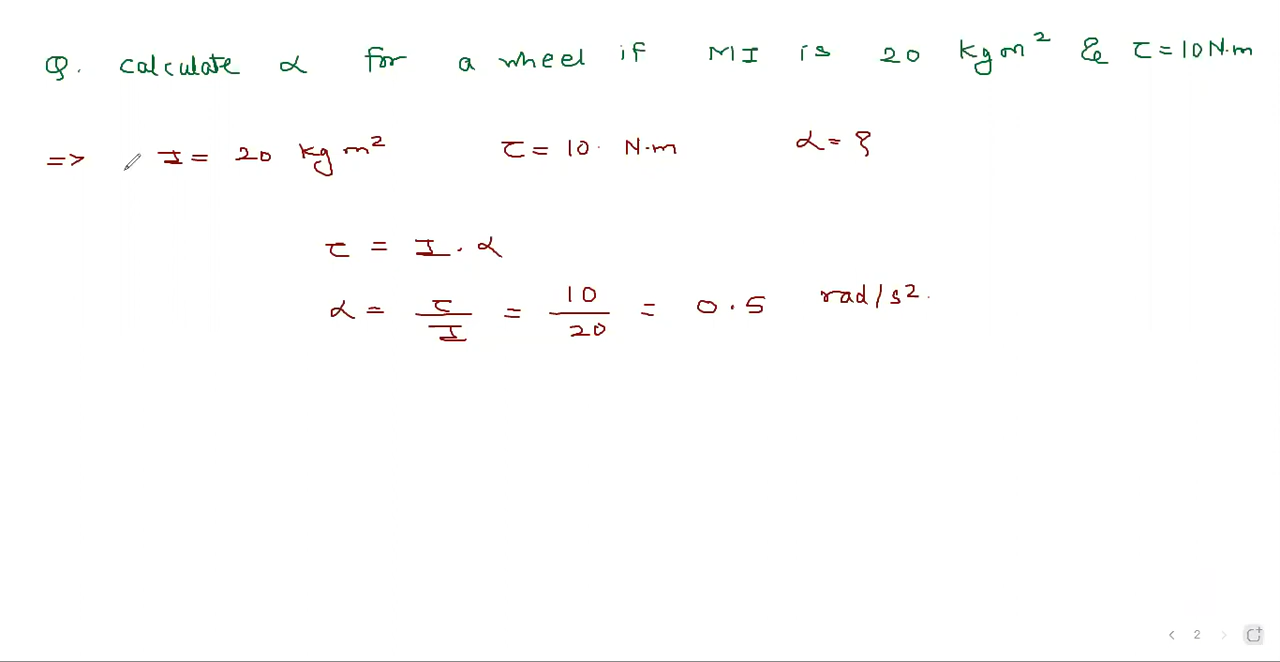 Q. calculate α for a wheel if MI is 20 kgm² & τ = 10 N·m
=> I = 20 kgm² τ = 10 N·m α = ?
τ = I · α
α = τ/I = 10/20 = 0.5 rad/s².
2